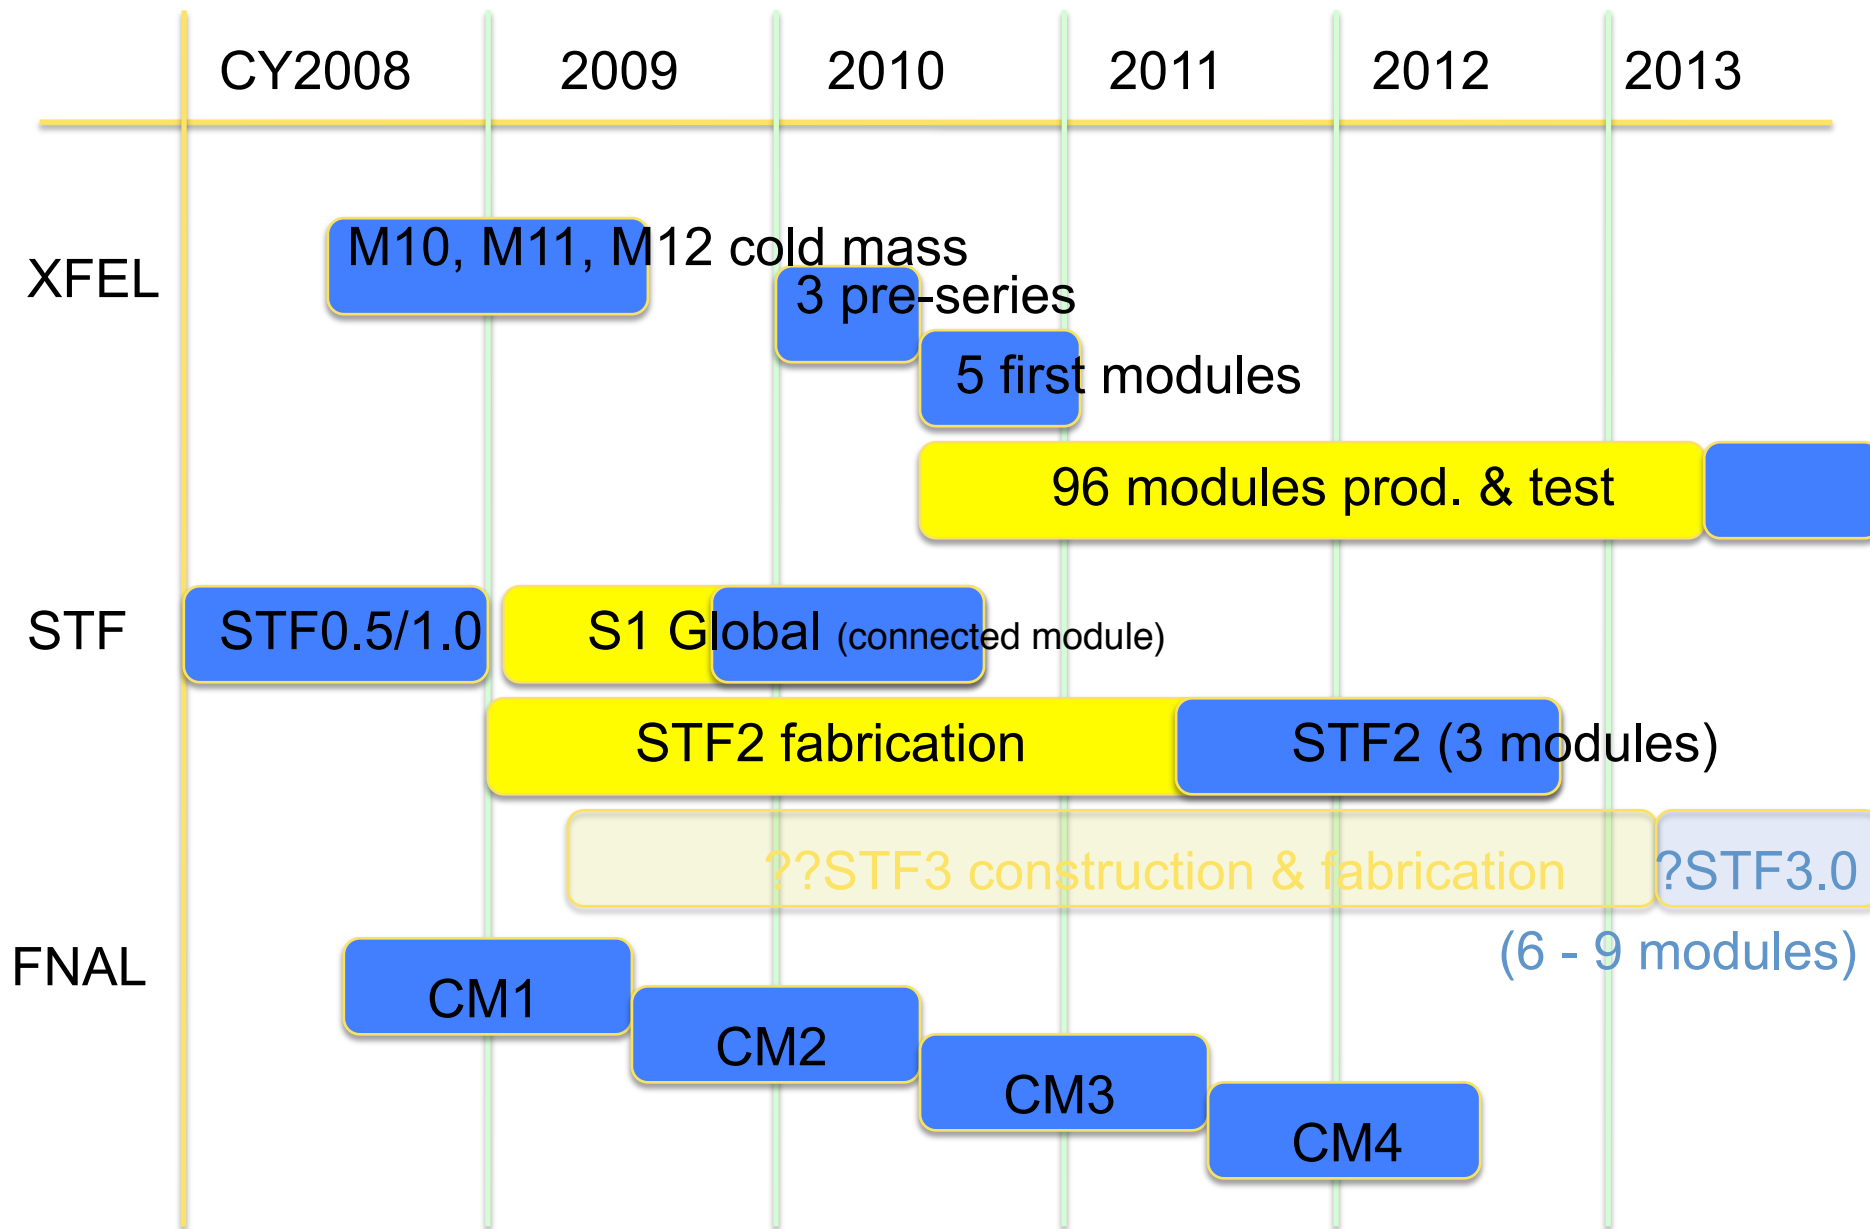 CY2008 2009 2010 2011 2012 2013
XFEL
M10, M11, M12 cold mass
3 pre-series
5 first modules
96 modules prod. & test
STF
STF0.5/1.0
S1 Global (connected module)
STF2 fabrication
STF2 (3 modules)
??STF3 construction & fabrication
?STF3.0
(6 - 9 modules)
FNAL
CM1
CM2
CM3
CM4